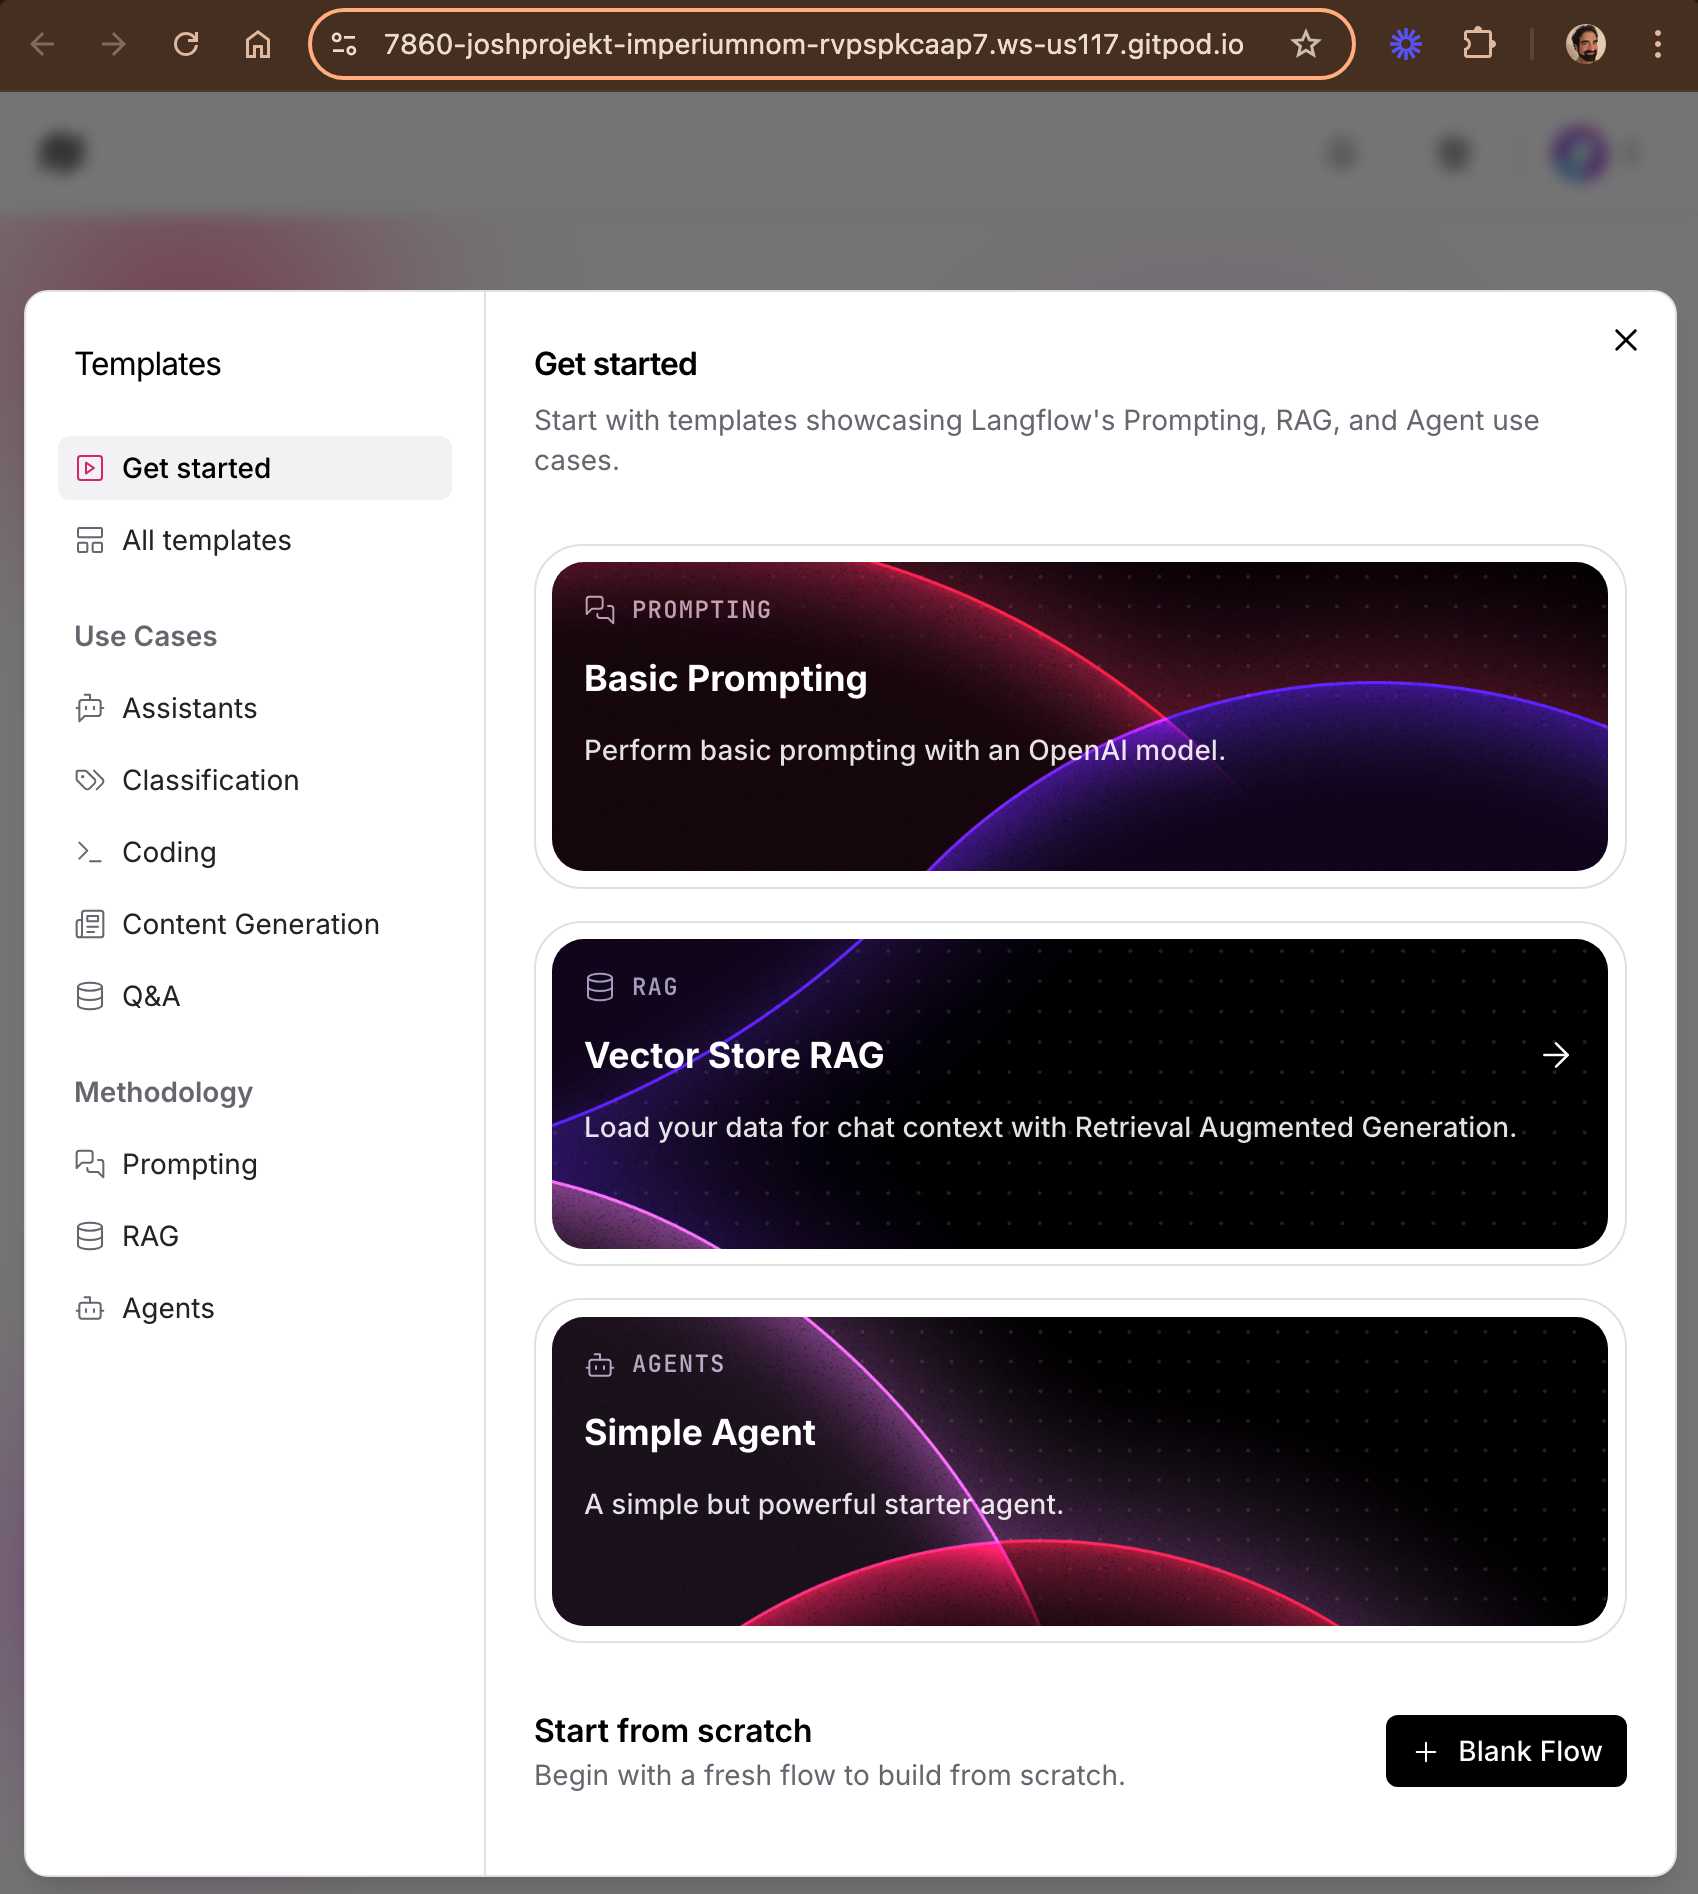 7860-joshprojekt-imperiumnom-rvpspkcaap7.ws-us117.gitpod.io
Templates
Get started
All templates
Use Cases
Assistants
Classification
Coding
Content Generation
Q&A
Methodology
Prompting
RAG
Agents
Get started
Start with templates showcasing Langflow's Prompting, RAG, and Agent use
cases.
PROMPTING
Basic Prompting
Perform basic prompting with an OpenAI model.
RAG
Vector Store RAG
Load your data for chat context with Retrieval Augmented Generation.
AGENTS
Simple Agent
A simple but powerful starter agent.
Start from scratch
Begin with a fresh flow to build from scratch.
Blank Flow